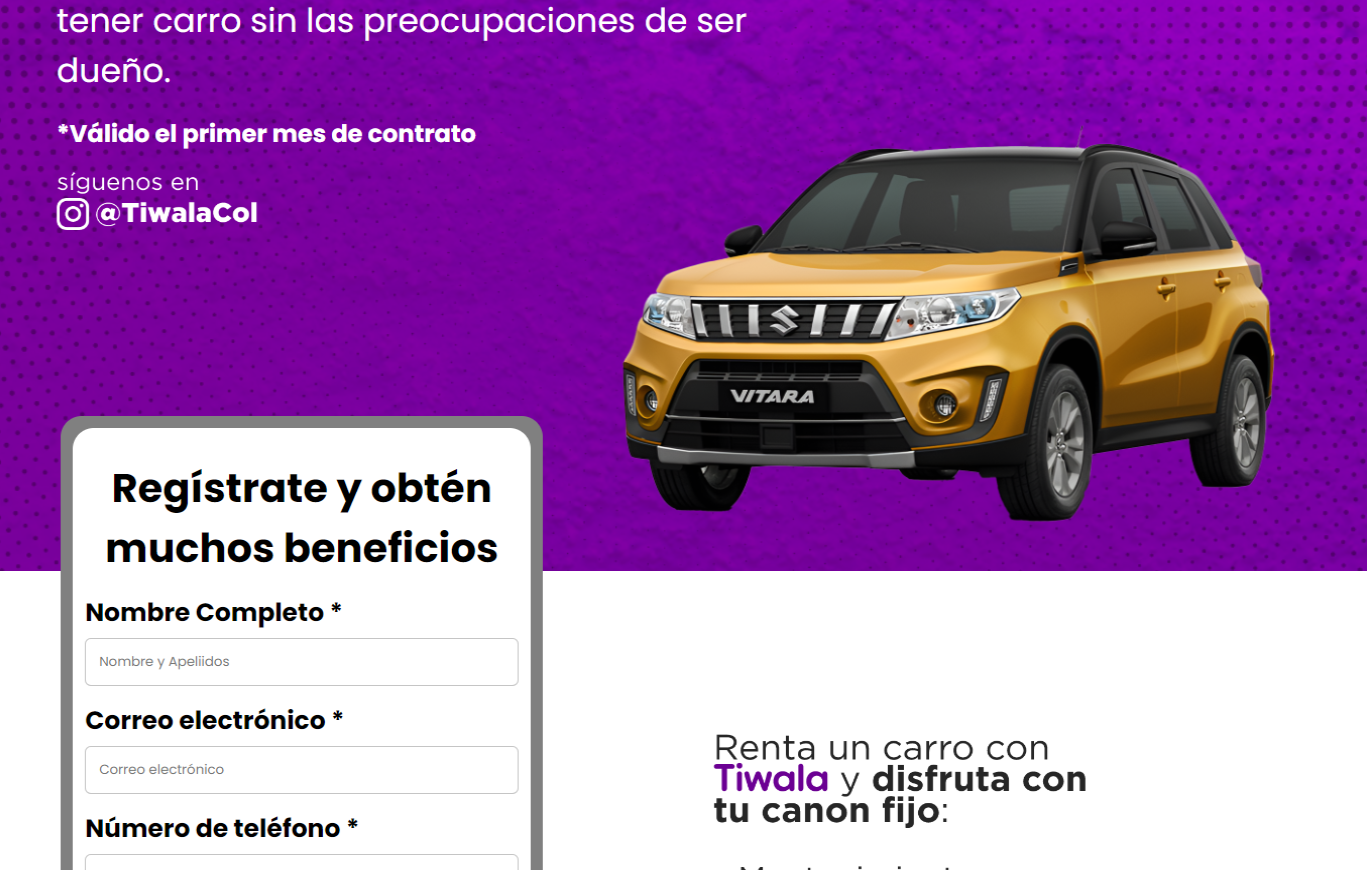 tener carro sin las preocupaciones de ser
dueño.
*Válido el primer mes de contrato
síguenos en
@TiwalaCol
VITARA
Regístrate y obtén
muchos beneficios
Nombre Completo *
Nombre y Apeliidos
Correo electrónico *
Correo electrónico
Número de teléfono *
Renta un carro con
Tiwala y disfruta con
tu canon fijo: